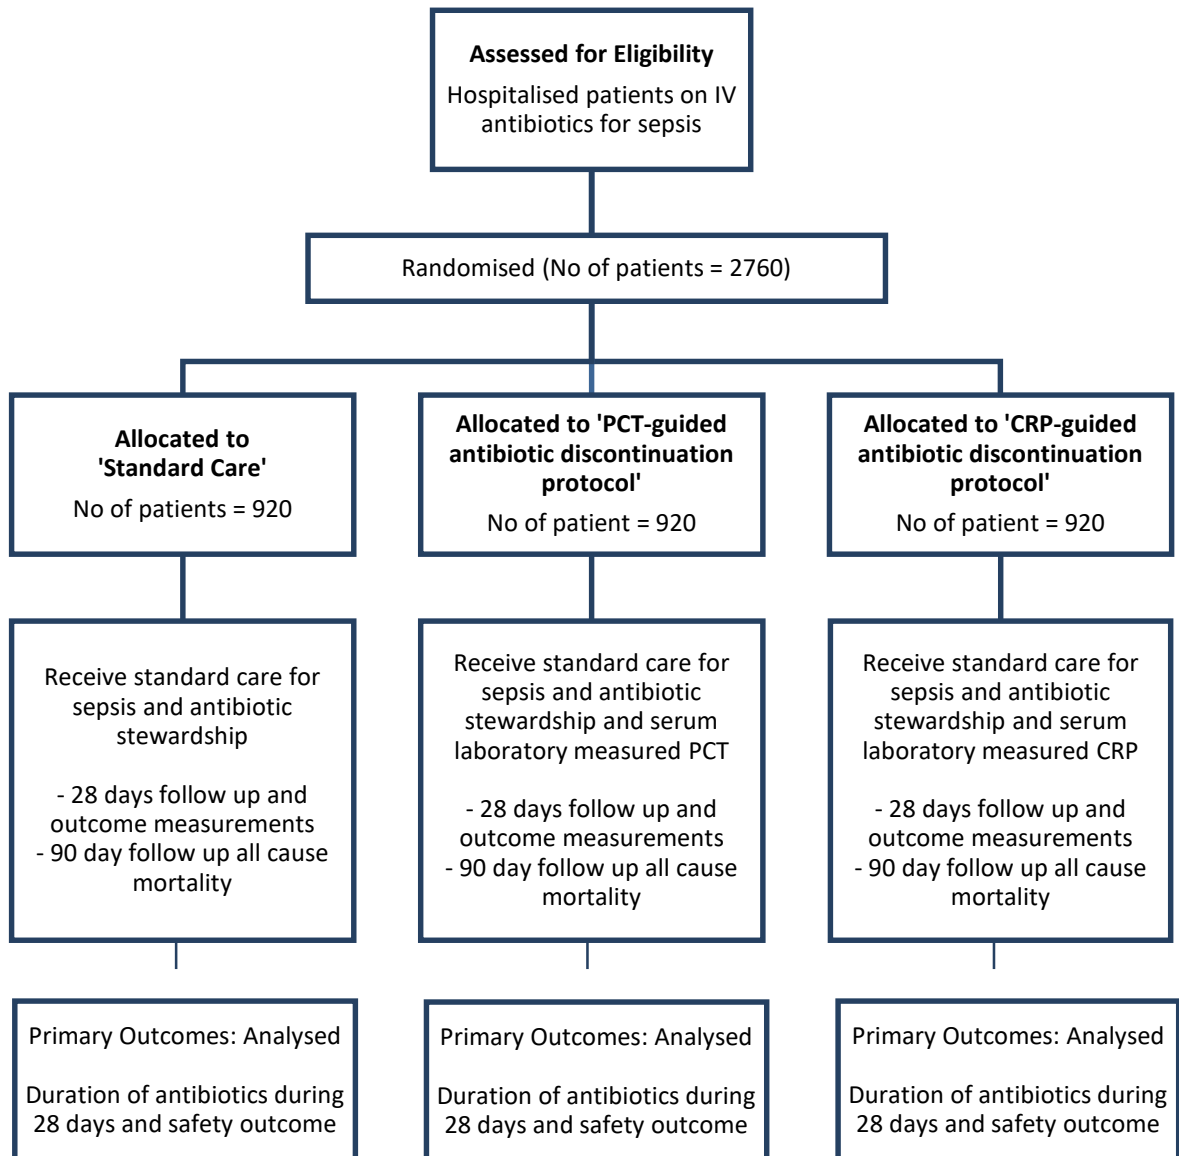 Assessed for Eligibility
Hospitalised patients on IV
antibiotics for sepsis
Randomised (No of patients = 2760)
Allocated to
'Standard Care'
No of patients = 920
Allocated to 'PCT-guided
antibiotic discontinuation
protocol'
No of patient = 920
Allocated to 'CRP-guided
antibiotic discontinuation
protocol'
No of patient = 920
Receive standard care for
sepsis and antibiotic
stewardship
- 28 days follow up and
outcome measurements
- 90 day follow up all cause
mortality
Receive standard care for
sepsis and antibiotic
stewardship and serum
laboratory measured PCT
- 28 days follow up and
outcome measurements
- 90 day follow up all cause
mortality
Receive standard care for
sepsis and antibiotic
stewardship and serum
laboratory measured CRP
- 28 days follow up and
outcome measurements
- 90 day follow up all cause
mortality
Primary Outcomes: Analysed
Duration of antibiotics during
28 days and safety outcome
Primary Outcomes: Analysed
Duration of antibiotics during
28 days and safety outcome
Primary Outcomes: Analysed
Duration of antibiotics during
28 days and safety outcome